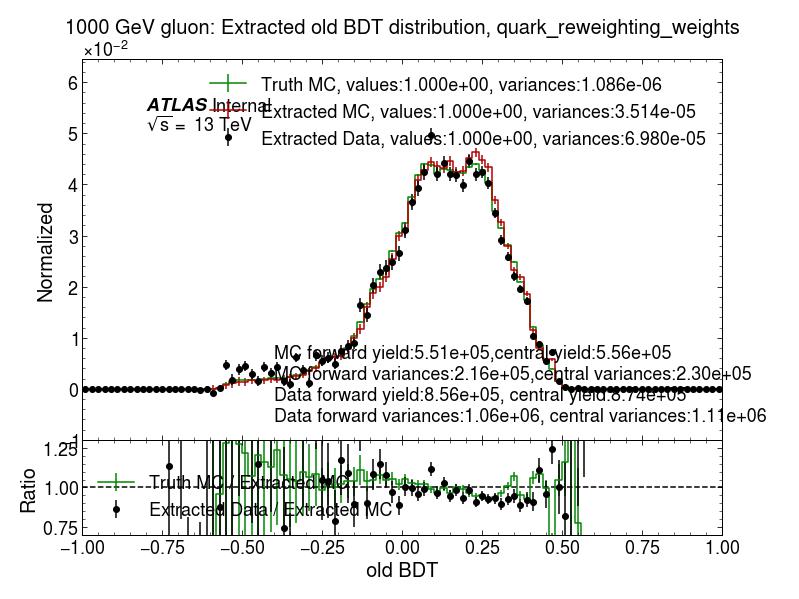 1000 GeV gluon: Extracted old BDT distribution, quark_reweighting_weights
×10⁻²
Truth MC, values:1.000e+00, variances:1.086e-06
ATLAS Internal
Extracted MC, values:1.000e+00, variances:3.514e-05
√s = 13 TeV
Extracted Data, values:1.000e+00, variances:6.980e-05
6
5
4
3
2
1
0
1
Normalized
MC forward yield:5.51e+05,central yield:5.56e+05
MC forward variances:2.16e+05,central variances:2.30e+05
Data forward yield:8.56e+05, central yield:8.74e+05
Data forward variances:1.06e+06, central variances:1.11e+06
1.25
1.00
0.75
Ratio
Truth MC / Extracted MC
Extracted Data / Extracted MC
−1.00 −0.75 −0.50 −0.25 0.00 0.25 0.50 0.75 1.00
old BDT